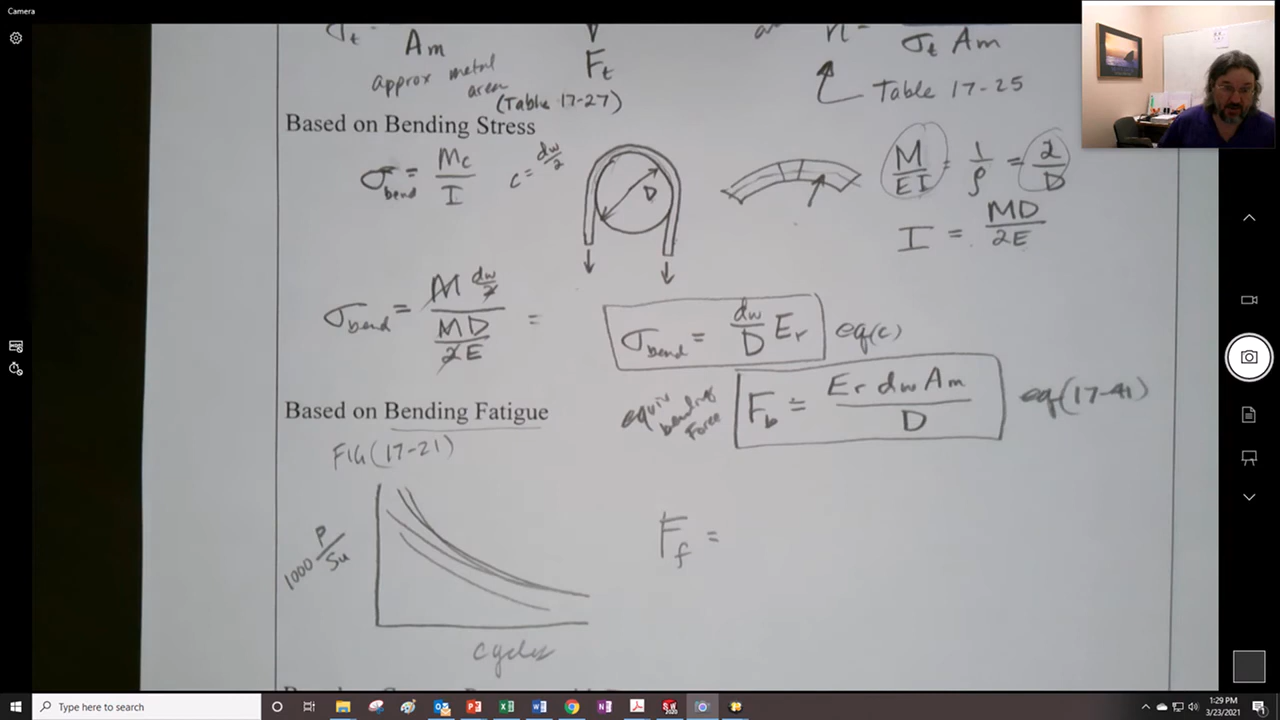 Camera
σt = Am
Ft
n = σt Am
approx metal area
(Table 17-27)
Table 17-25
Based on Bending Stress
σbend = Mc / I
c = dw/2
D
M/EI = 1/ρ = 2/D
I = MD/2E
σbend = M dw/2 / MD/2E =
σbend = dw/D Er eq(c)
equiv bending Force
Fb = Er dw Am / D eq(17-41)
Based on Bending Fatigue
FIG(17-21)
1000 P/Su
cycles
Ff =
Type here to search
1:29 PM
3/23/2021